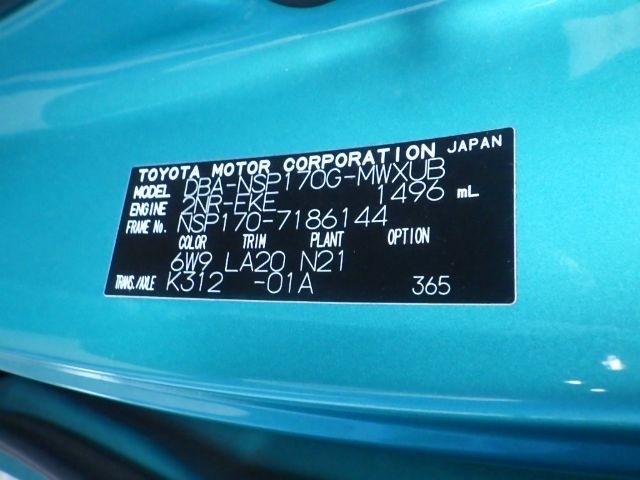 TOYOTA MOTOR CORPORATION JAPAN
MODEL DBA-NSP170G-MWXUB
ENGINE 2NR-FKE 1496 mL
FRAME No. NSP170-7186144
COLOR TRIM PLANT OPTION
6W9 LA20 N21
TRANS./AXLE K312 -01A 365